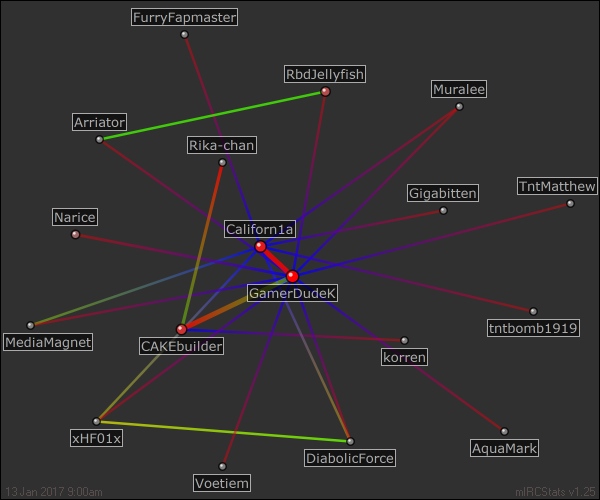 FurryFapmaster
RbdJellyfish
Muralee
Arriator
Rika-chan
TntMatthew
Gigabitten
Narice
Californ1a
GamerDudeK
tntbomb1919
MediaMagnet
CAKEbuilder
korren
xHF01x
AquaMark
DiabolicForce
Voetiem
13 Jan 2017 9:00am
mIRCStats v1.25